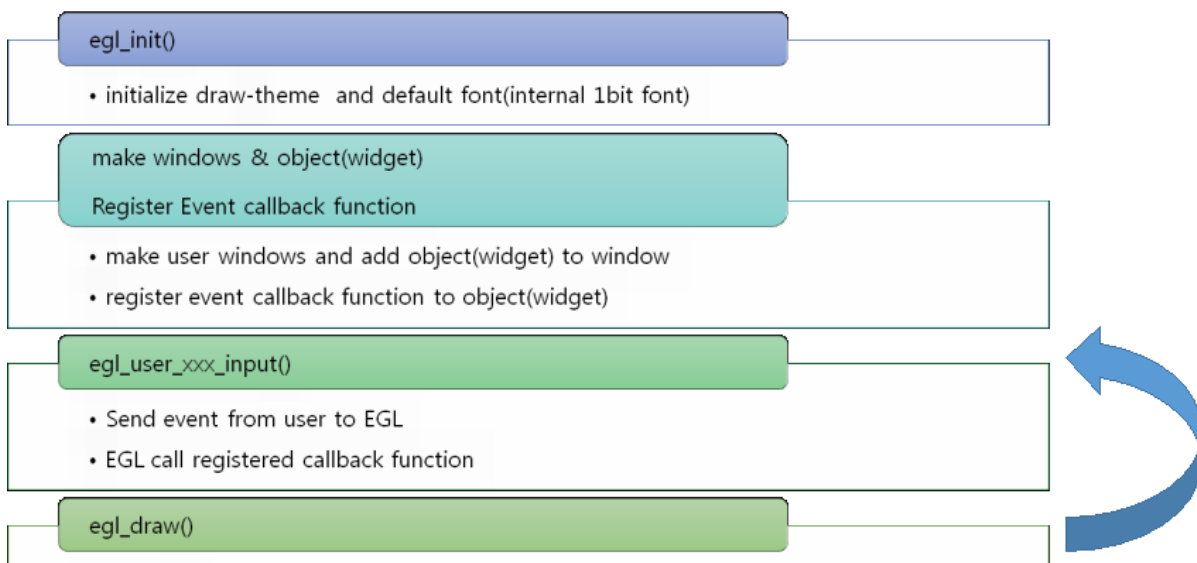 egl_init()
• initialize draw-theme and default font(internal 1bit font)
make windows & object(widget)
Register Event callback function
• make user windows and add object(widget) to window
• register event callback function to object(widget)
egl_user_xxx_input()
• Send event from user to EGL
• EGL call registered callback function
egl_draw()